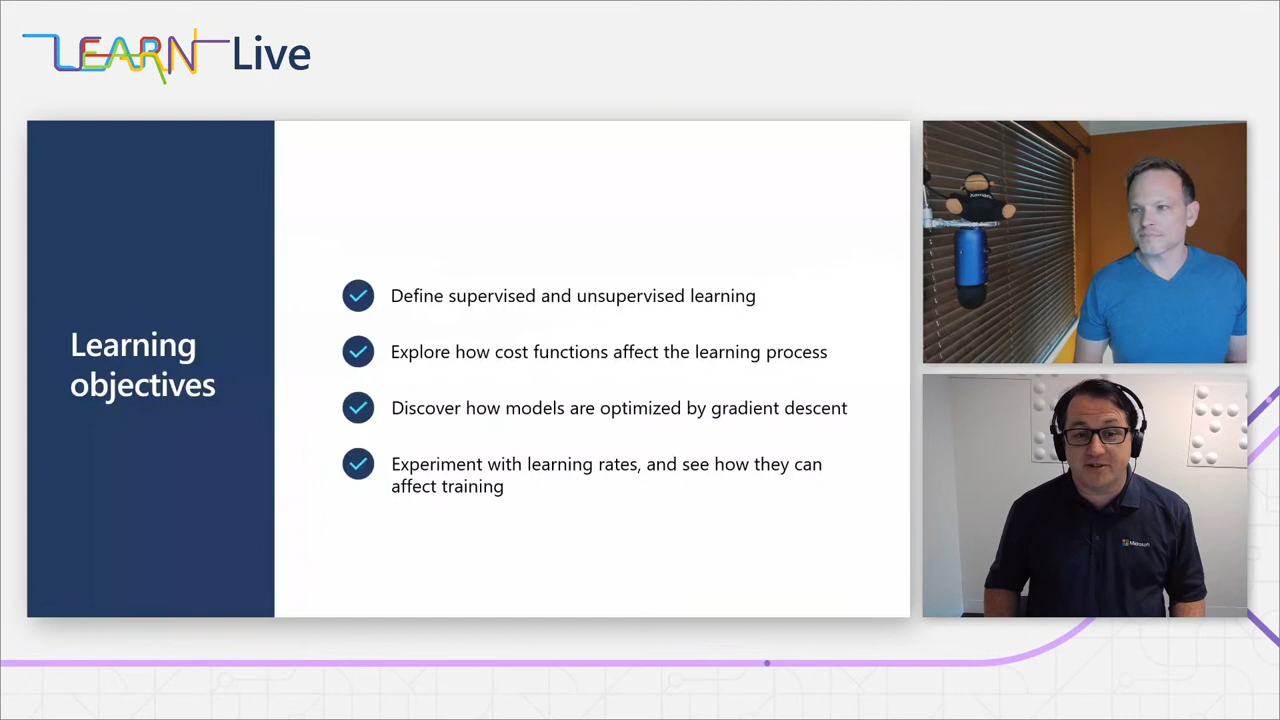 LEARN Live
Learning
objectives
Define supervised and unsupervised learning
Explore how cost functions affect the learning process
Discover how models are optimized by gradient descent
Experiment with learning rates, and see how they can
affect training
Microsoft